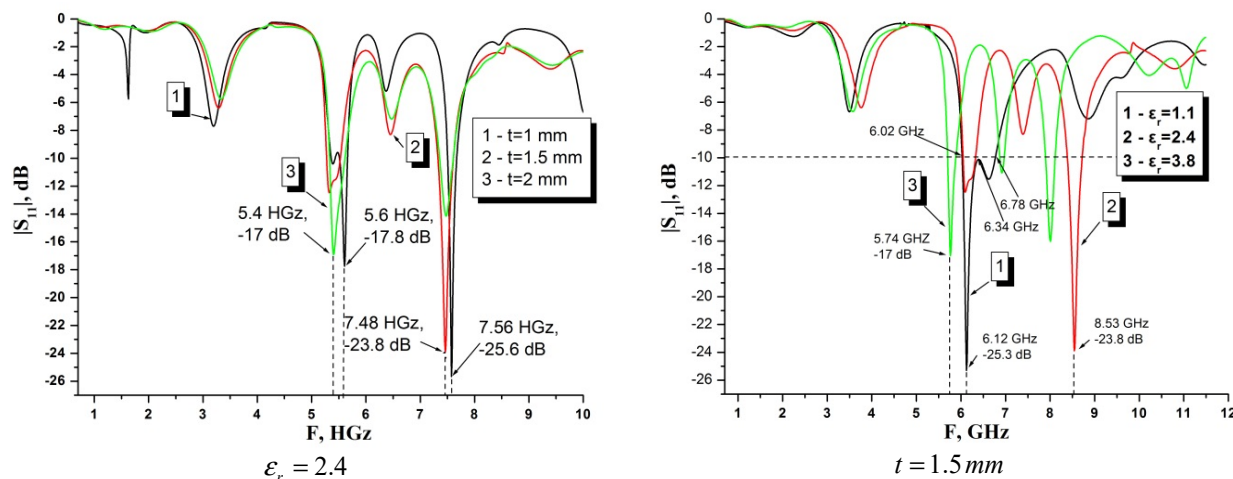 0
-2
-4
-6
-8
-10
-12
-14
-16
-18
-20
-22
-24
-26
|S₁₁|, dB
1
2
3
1 - t=1 mm
2 - t=1.5 mm
3 - t=2 mm
5.4 HGz,
-17 dB
5.6 HGz,
-17.8 dB
7.48 HGz,
-23.8 dB
7.56 HGz,
-25.6 dB
1 2 3 4 5 6 7 8 9 10
F, HGz
εᵣ = 2.4
0
-2
-4
-6
-8
-10
-12
-14
-16
-18
-20
-22
-24
-26
|S₁₁|, dB
1 - εᵣ=1.1
2 - εᵣ=2.4
3 - εᵣ=3.8
6.02 GHz
6.78 GHz
6.34 GHz
3
2
1
5.74 GHZ
-17 dB
6.12 GHz
-25.3 dB
8.53 GHz
-23.8 dB
1 2 3 4 5 6 7 8 9 10 11 12
F, GHz
t = 1.5 mm